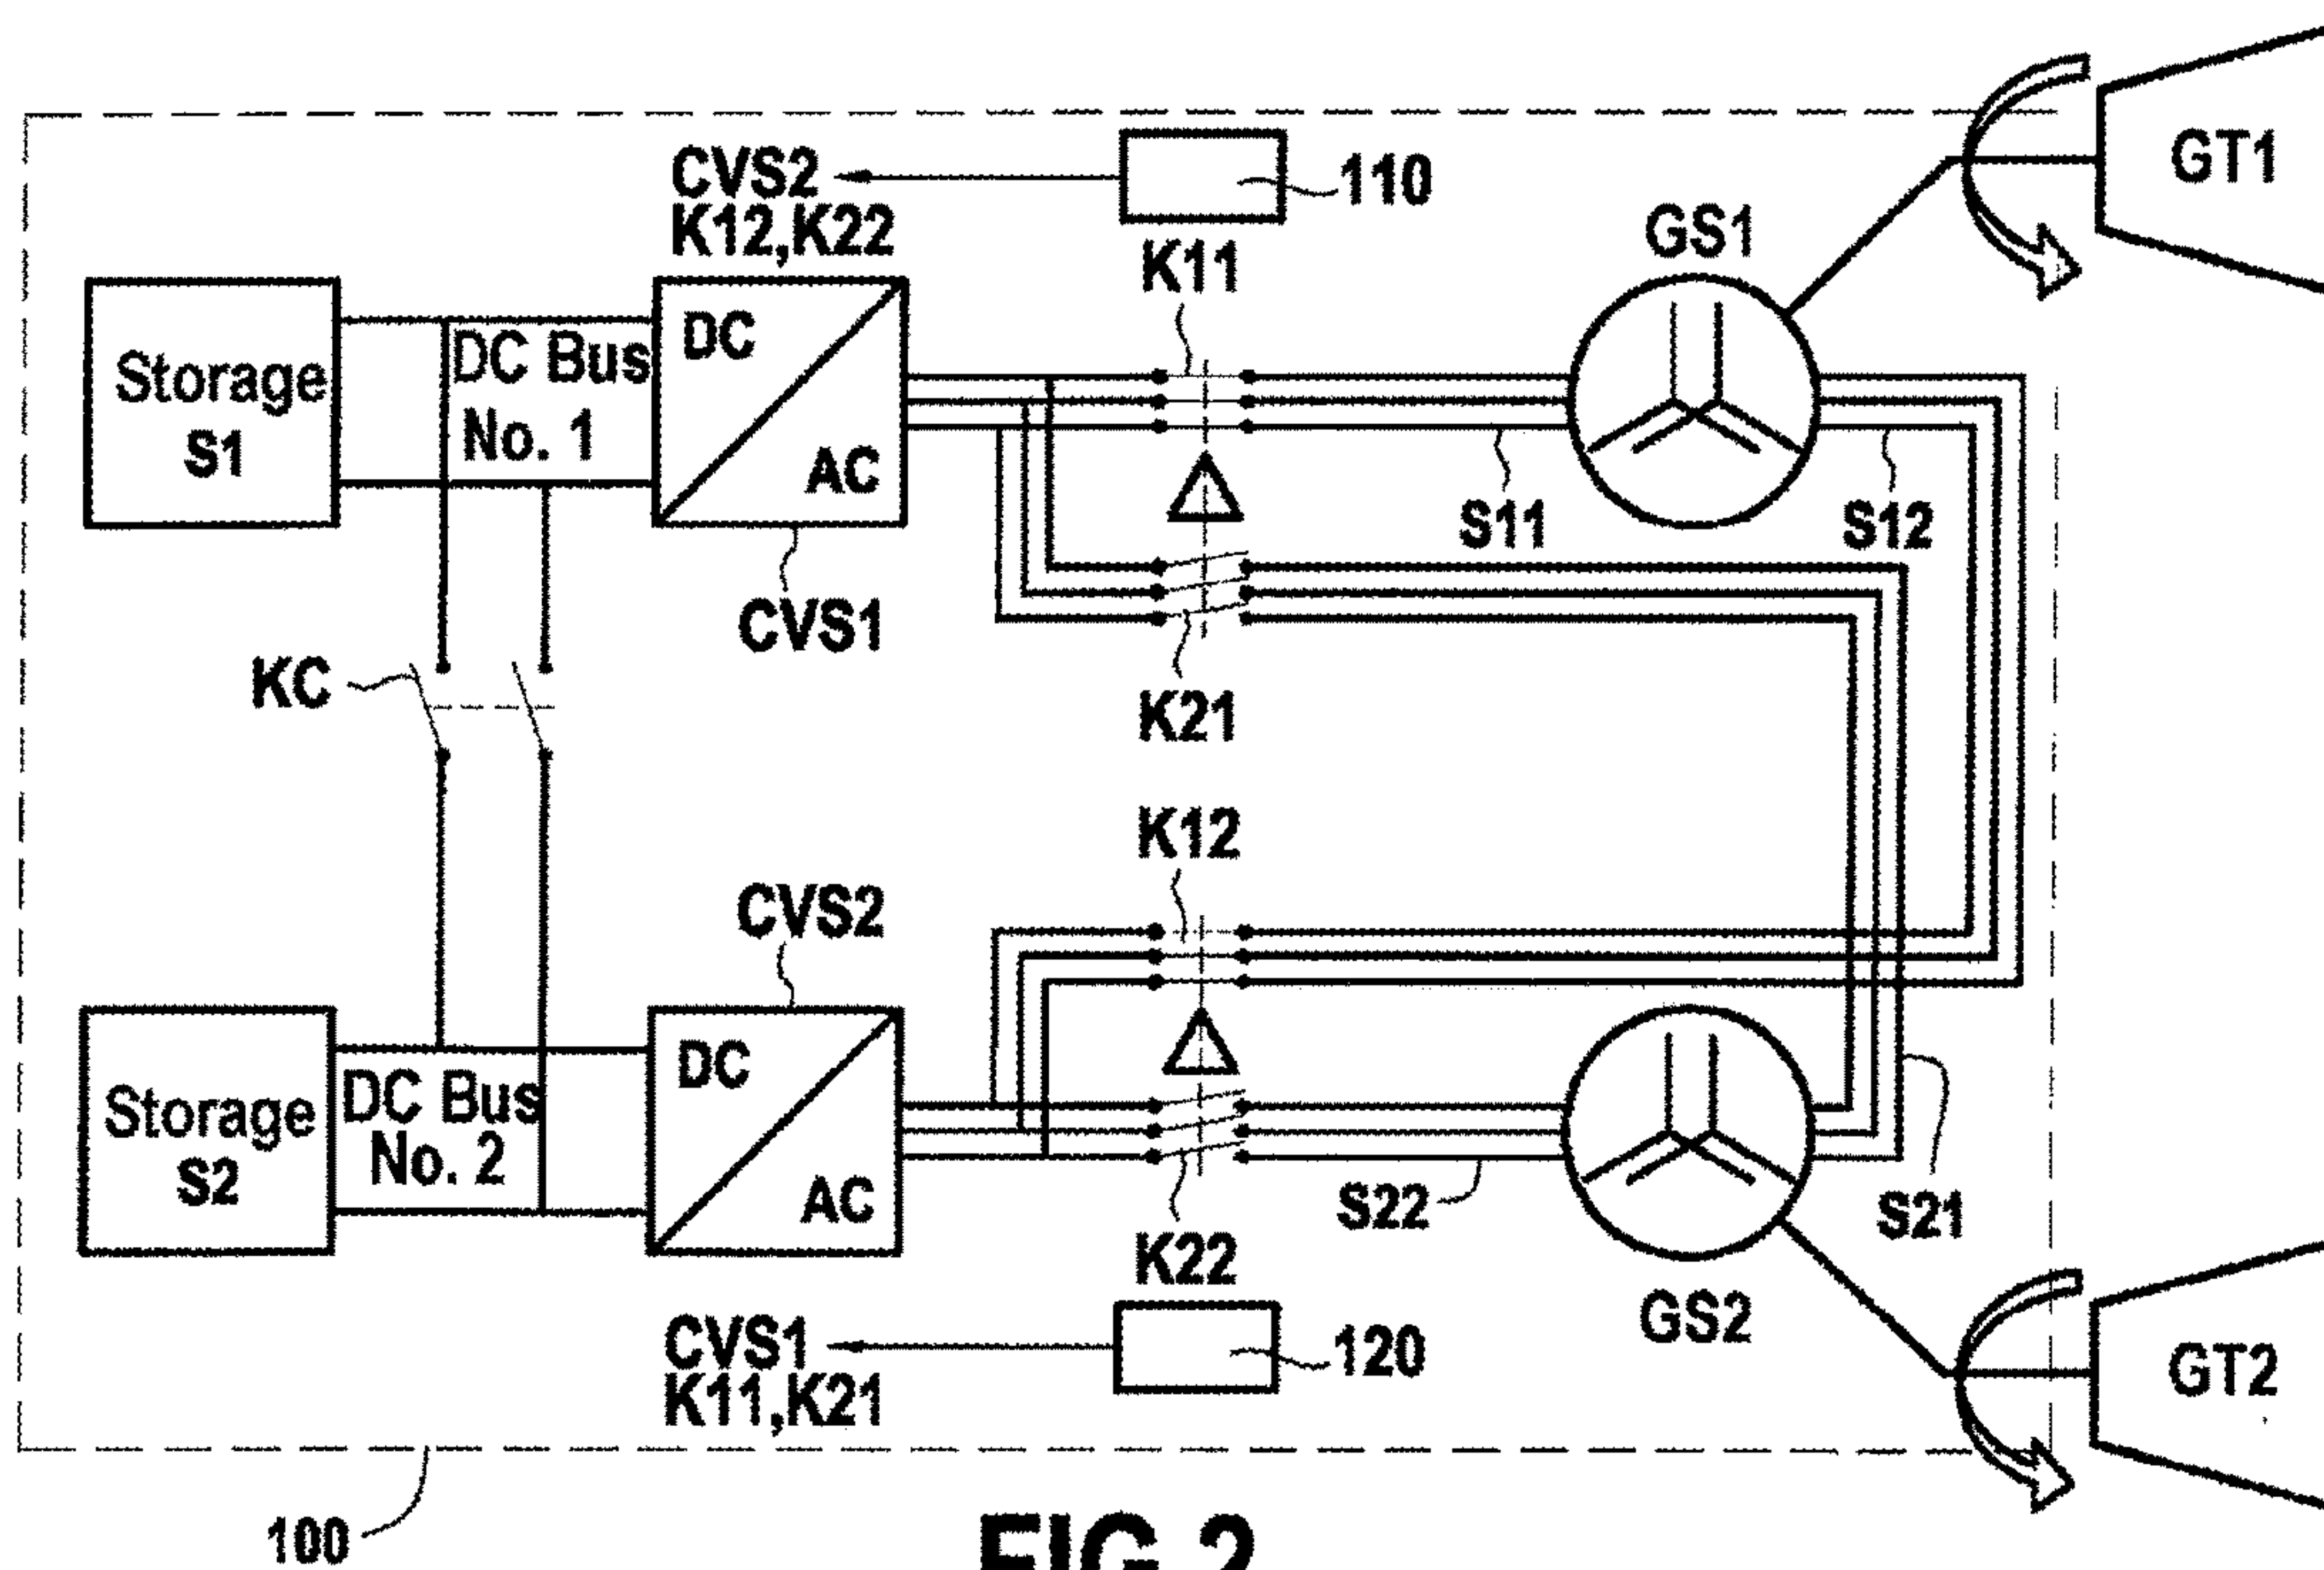 CVS2
K12,K22
110
K11
GS1
GT1
Storage
S1
DC Bus
No. 1
DC
AC
S11
S12
CVS1
KC
K21
K12
CVS2
Storage
S2
DC Bus
No. 2
DC
AC
S22
S21
K22
GS2
CVS1
K11,K21
120
GT2
100
FIG.2